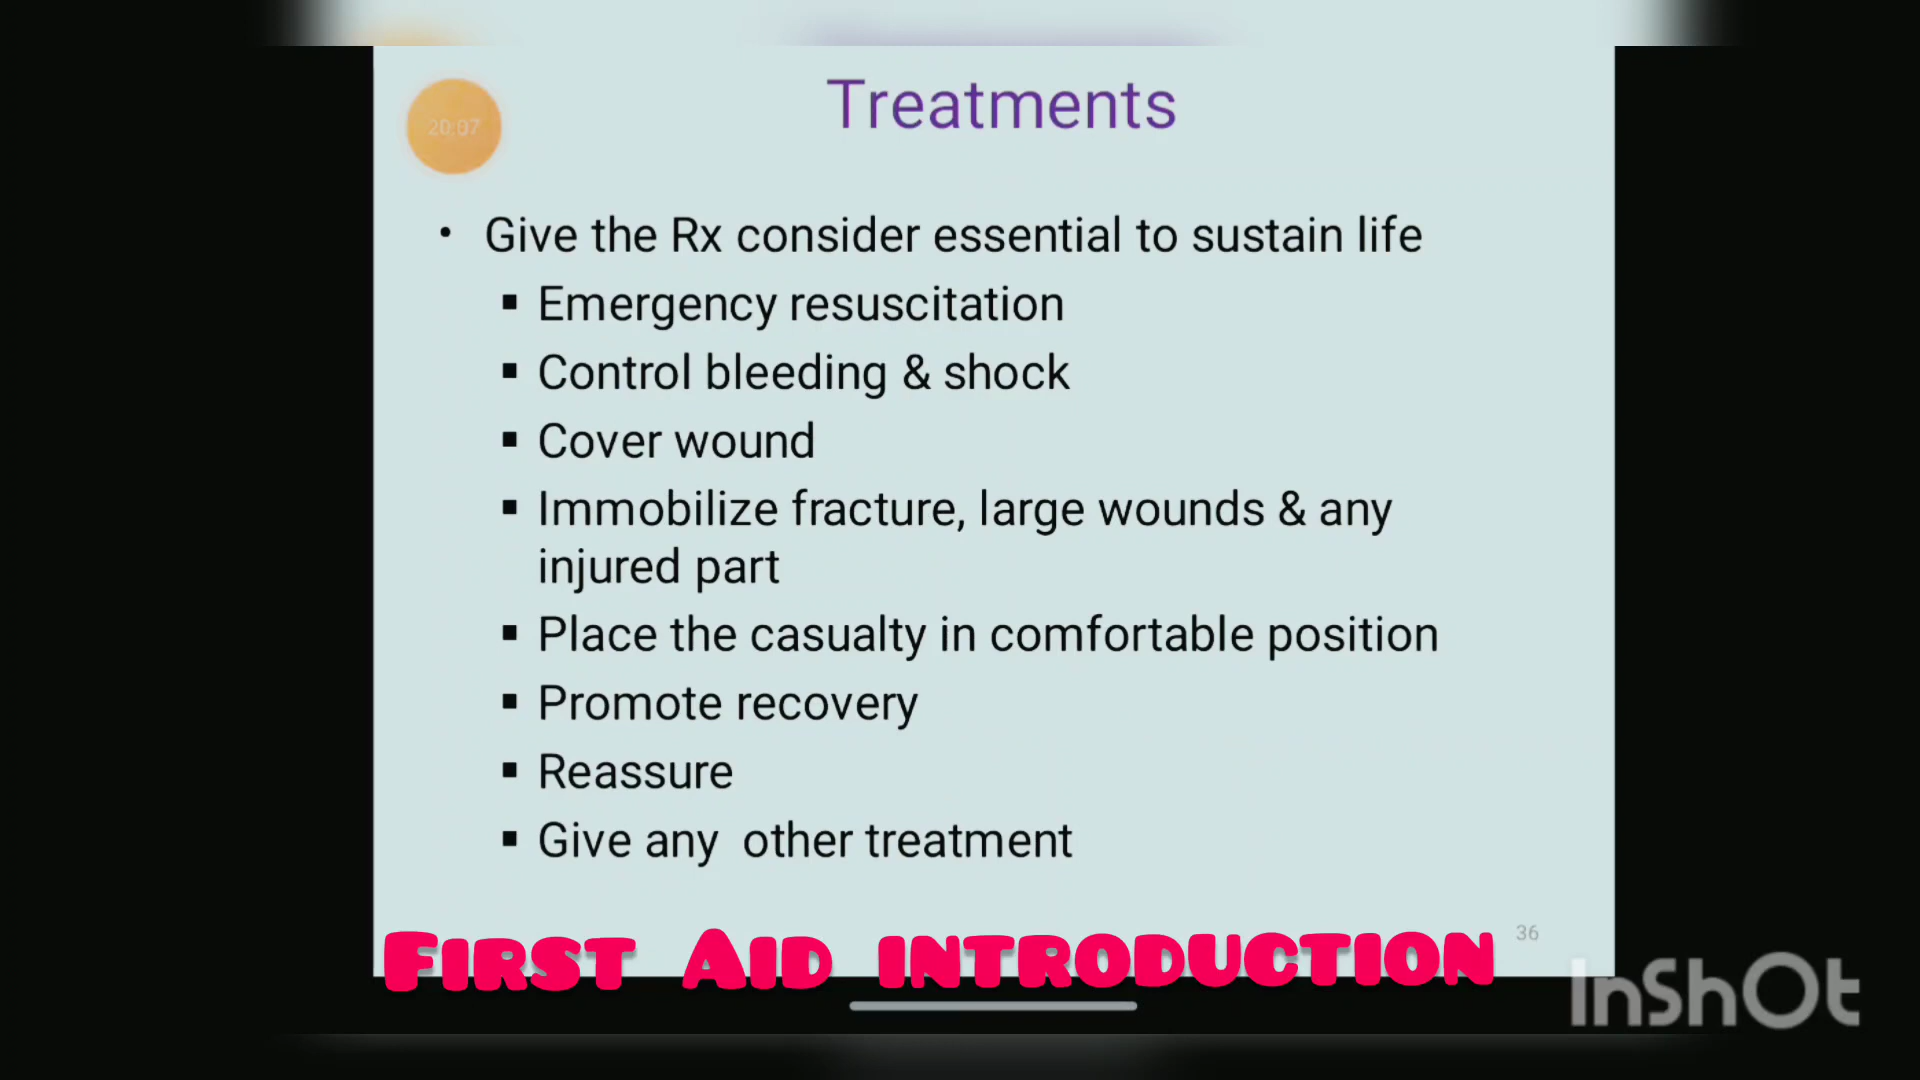 20:07
Treatments
• Give the Rx consider essential to sustain life
▪ Emergency resuscitation
▪ Control bleeding & shock
▪ Cover wound
▪ Immobilize fracture, large wounds & any
injured part
▪ Place the casualty in comfortable position
▪ Promote recovery
▪ Reassure
▪ Give any other treatment
36
First Aid introduction
InShOt